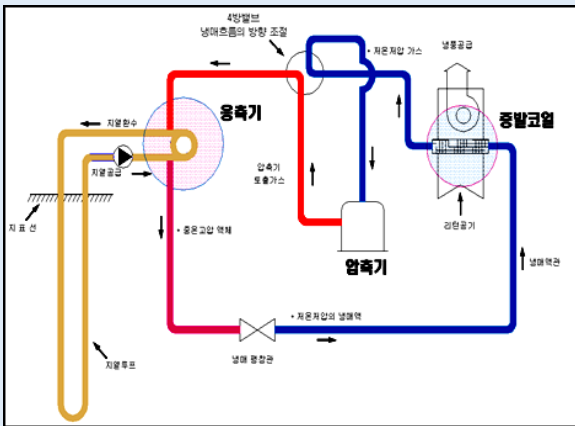 4방밸브
냉매흐름의 방향 조절
• 저온저압 가스
냉풍공급
응축기
증발코일
지열환수
지열공급
압축기
토출가스
지 표 선
• 중온고압 액체
압축기
리턴공기
냉매액관
• 저온저압의 냉매액
냉매 팽창관
지열루프